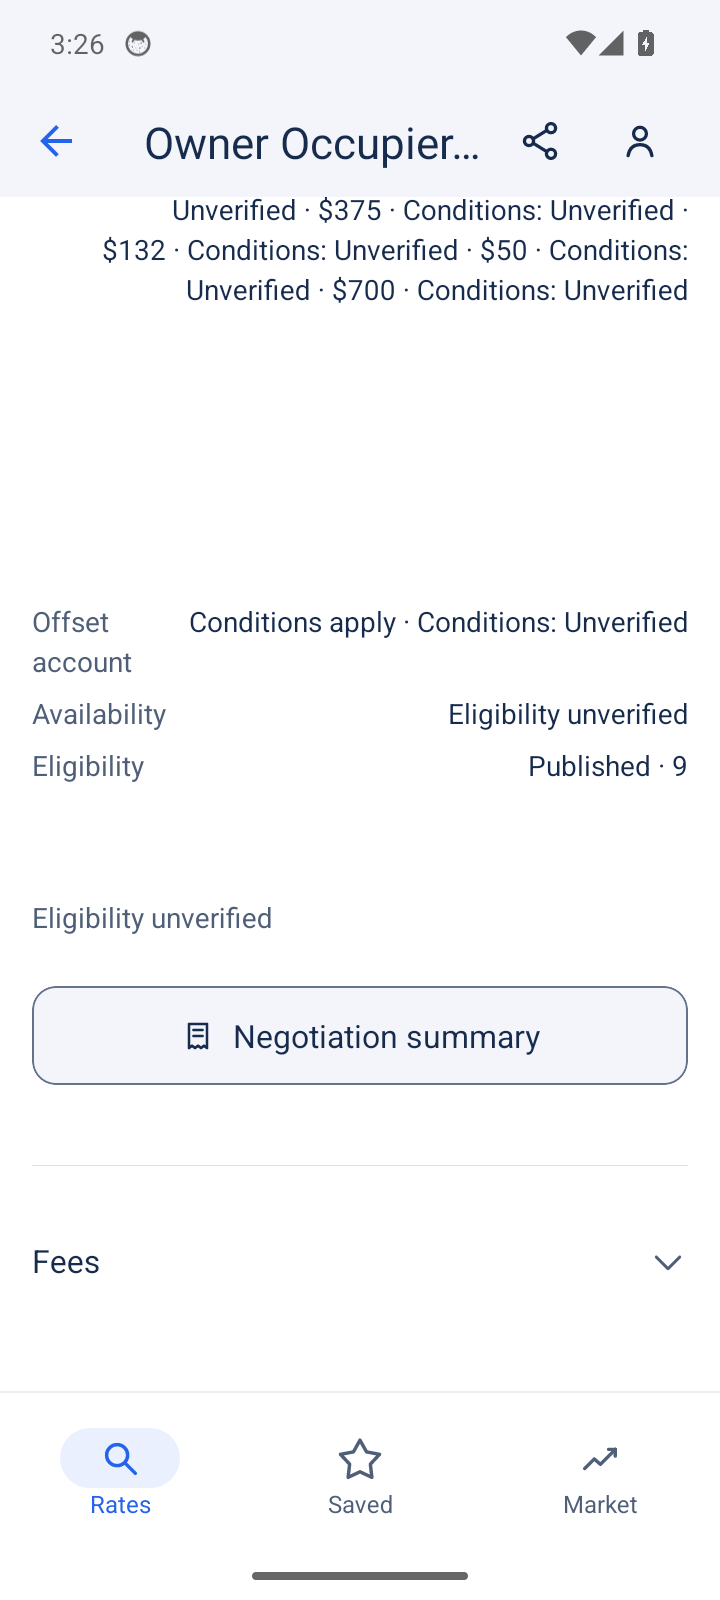 3:26
Owner Occupier...
Unverified · $375 · Conditions: Unverified ·
$132 · Conditions: Unverified · $50 · Conditions:
Unverified · $700 · Conditions: Unverified
Offset account
Conditions apply · Conditions: Unverified
Availability
Eligibility unverified
Eligibility
Published · 9
Eligibility unverified
Negotiation summary
Fees
Rates
Saved
Market